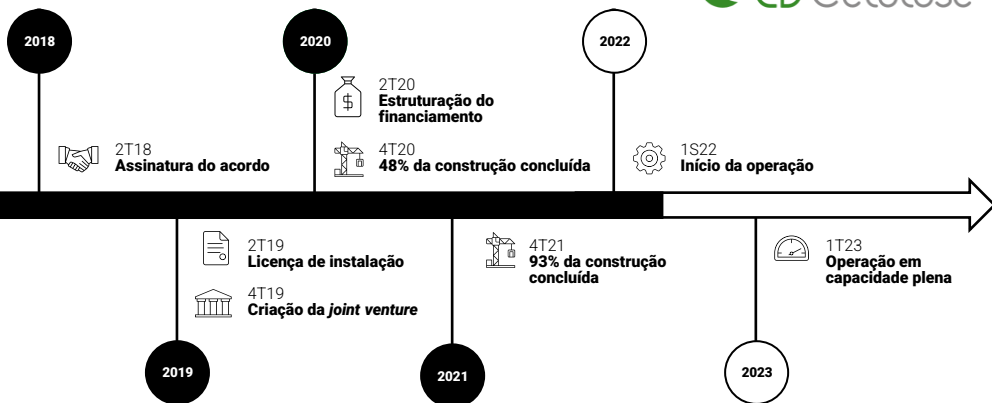 LD Celulose
2018
2020
2022
2T20
Estruturação do
financiamento
2T18
Assinatura do acordo
4T20
48% da construção concluída
1S22
Início da operação
2T19
Licença de instalação
4T19
Criação da joint venture
4T21
93% da construção
concluída
1T23
Operação em
capacidade plena
2019
2021
2023